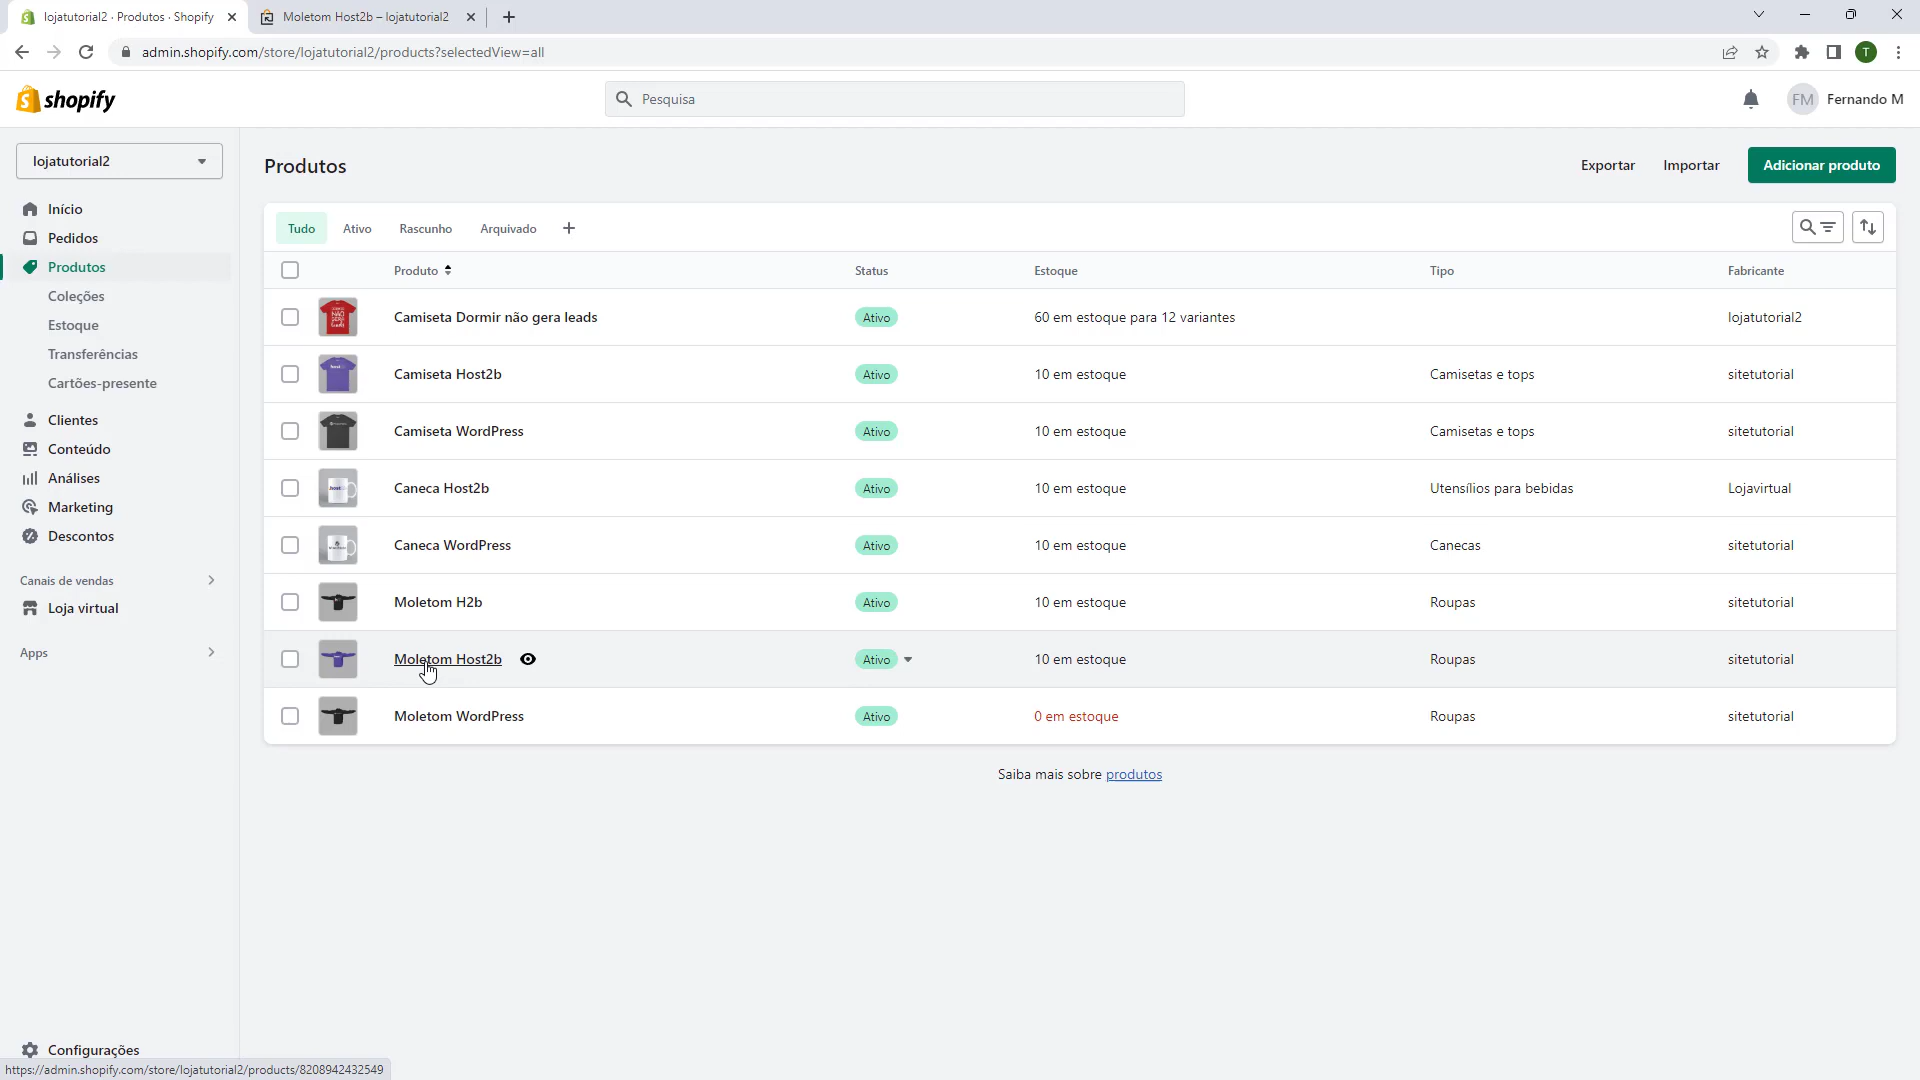 lojatutorial2 · Produtos · Shopify
Moletom Host2b – lojatutorial2
admin.shopify.com/store/lojatutorial2/products?selectedView=all
T
shopify
Pesquisa
FM
Fernando M
lojatutorial2
Produtos
Exportar
Importar
Adicionar produto
Início
Pedidos
Produtos
Coleções
Estoque
Transferências
Cartões-presente
Clientes
Conteúdo
Análises
Marketing
Descontos
Canais de vendas
Loja virtual
Apps
Configurações
Tudo
Ativo
Rascunho
Arquivado
Produto Status Estoque Tipo Fabricante
Camiseta Dormir não gera leads Ativo 60 em estoque para 12 variantes lojatutorial2
Camiseta Host2b Ativo 10 em estoque Camisetas e tops sitetutorial
Camiseta WordPress Ativo 10 em estoque Camisetas e tops sitetutorial
Caneca Host2b Ativo 10 em estoque Utensílios para bebidas Lojavirtual
Caneca WordPress Ativo 10 em estoque Canecas sitetutorial
Moletom H2b Ativo 10 em estoque Roupas sitetutorial
Moletom Host2b Ativo 10 em estoque Roupas sitetutorial
Moletom WordPress Ativo 0 em estoque Roupas sitetutorial
Saiba mais sobre produtos
https://admin.shopify.com/store/lojatutorial2/products/8208942432549